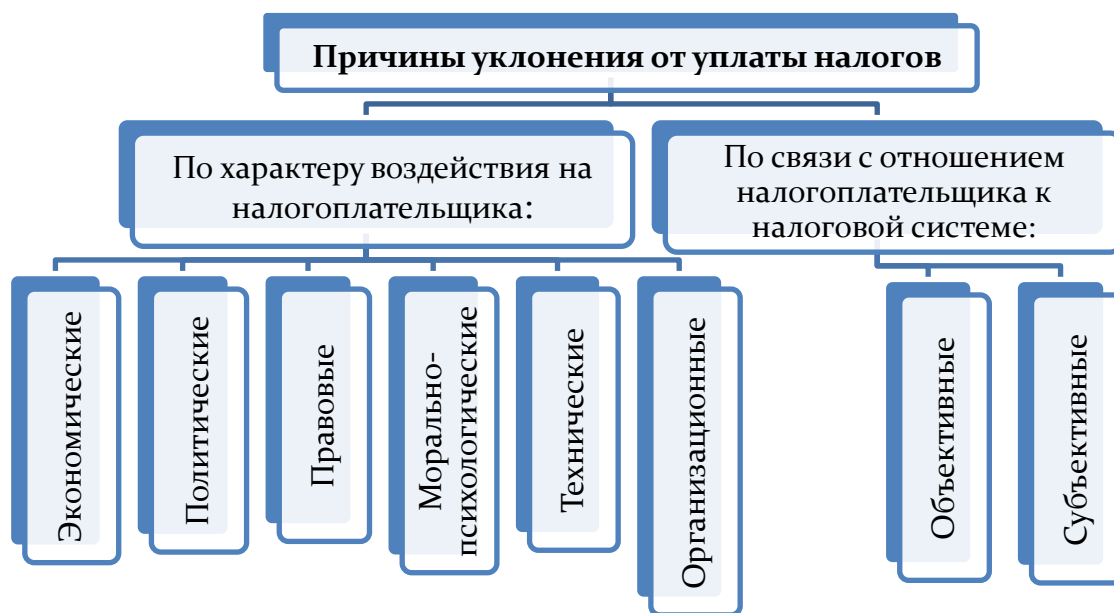 Причины уклонения от уплаты налогов
По характеру воздействия на
налогоплательщика:
По связи с отношением
налогоплательщика к
налоговой системе:
Экономические
Политические
Правовые
Морально-
психологические
Технические
Организационные
Объективные
Субъективные